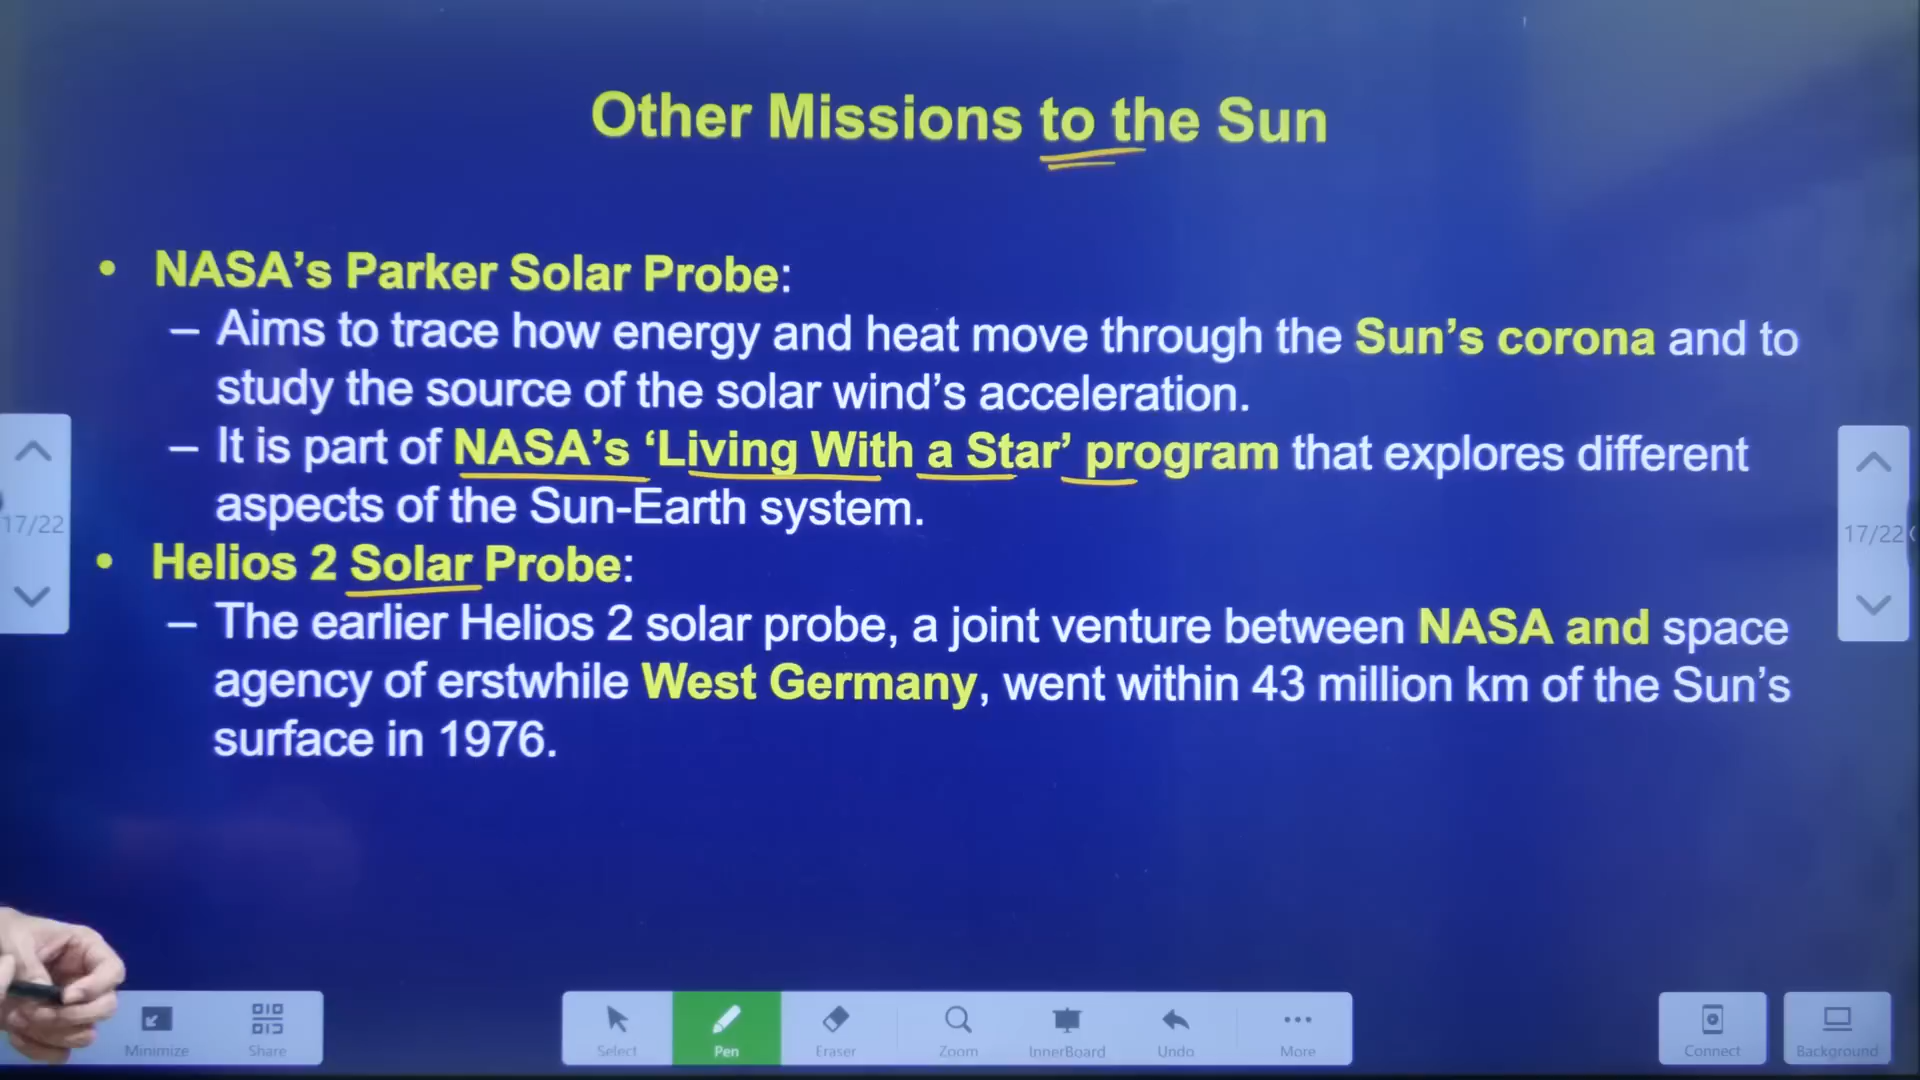 Other Missions to the Sun
• NASA’s Parker Solar Probe:
– Aims to trace how energy and heat move through the Sun’s corona and to
study the source of the solar wind’s acceleration.
– It is part of NASA’s ‘Living With a Star’ program that explores different
aspects of the Sun-Earth system.
17/22
17/22
• Helios 2 Solar Probe:
– The earlier Helios 2 solar probe, a joint venture between NASA and space
agency of erstwhile West Germany, went within 43 million km of the Sun’s
surface in 1976.
Minimize Share Select Pen Eraser Zoom InnerBoard Undo More Connect Background